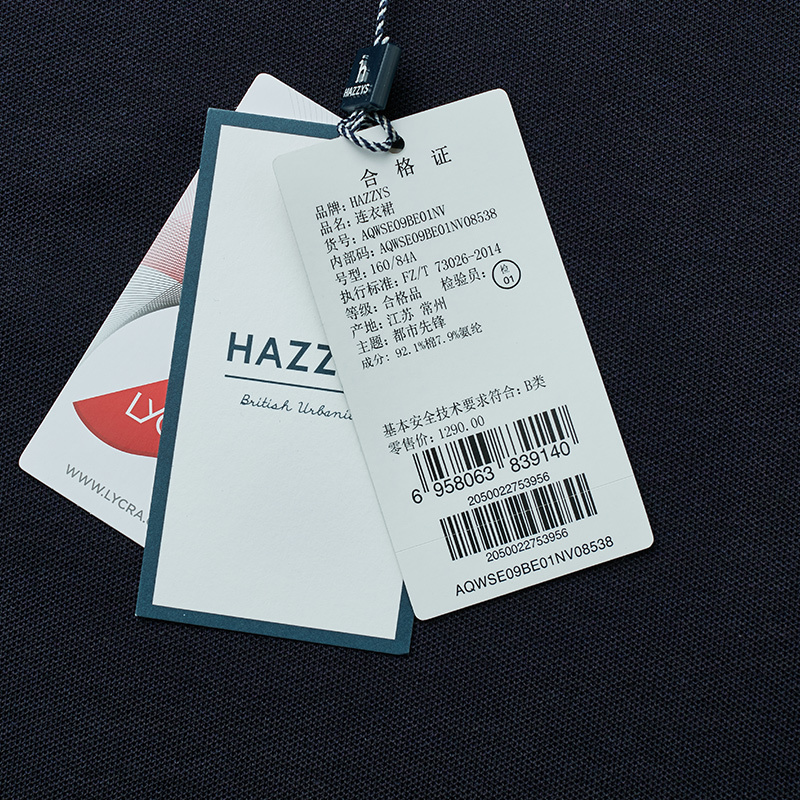 HAZZYS
合格证
品牌: HAZZYS
品名: 连衣裙
货号: AQWSE09BE01NV
内部码: AQWSE09BE01NV08538
号型: 160/84A
执行标准: FZ/T 73026-2014
等级: 合格品 检验员: 检 01
产地: 江苏 常州
主题: 都市先锋
成分: 92.1%棉7.9%氨纶
基本安全技术要求符合: B类
零售价: 1290.00
6 958063 839140
2050022753956
2050022753956
AQWSE09BE01NV08538
HAZZ
British Urbani
LYC
WWW.LYCRA.